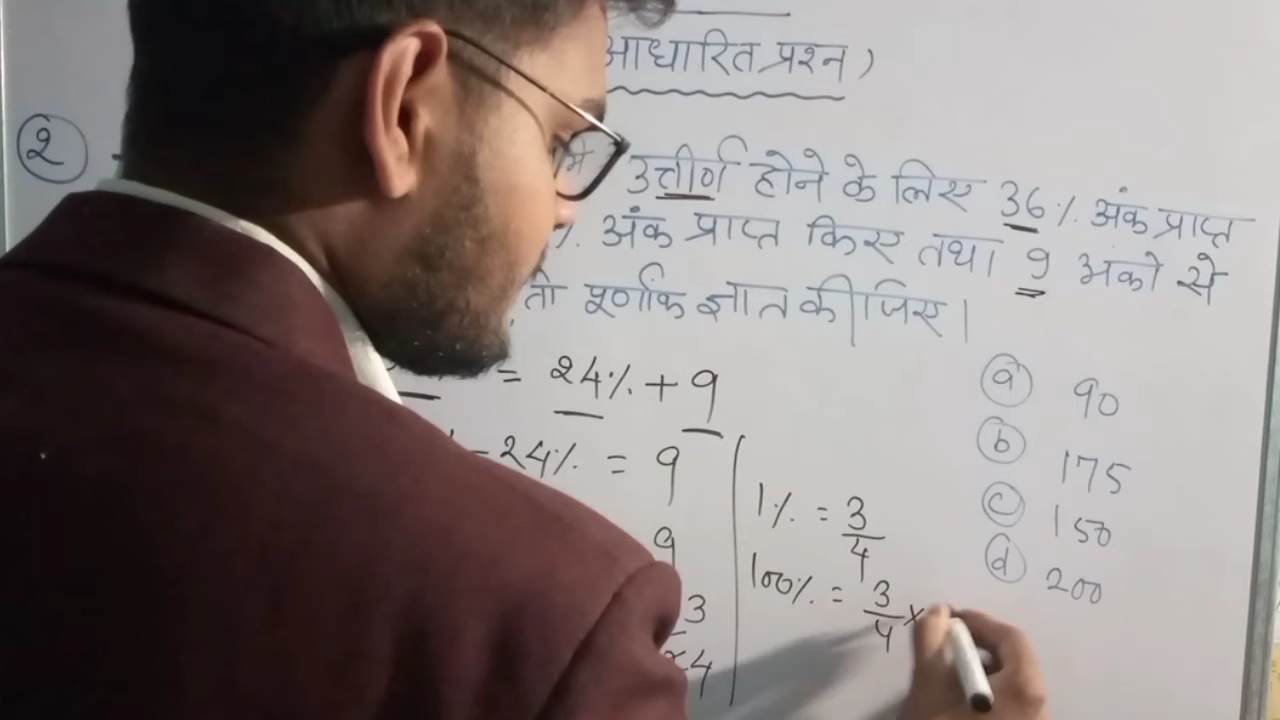 आधारित प्रश्न)
2 में उत्तीर्ण होने के लिए 36% अंक प्राप्त
% अंक प्राप्त किए तथा 9 अंको से
तो पूर्णांक ज्ञात कीजिए।
= 24% + 9
- 24% = 9
9
3
4
1% = 3/4
100% = 3/4 ×
(a) 90
(b) 175
(c) 150
(d) 200